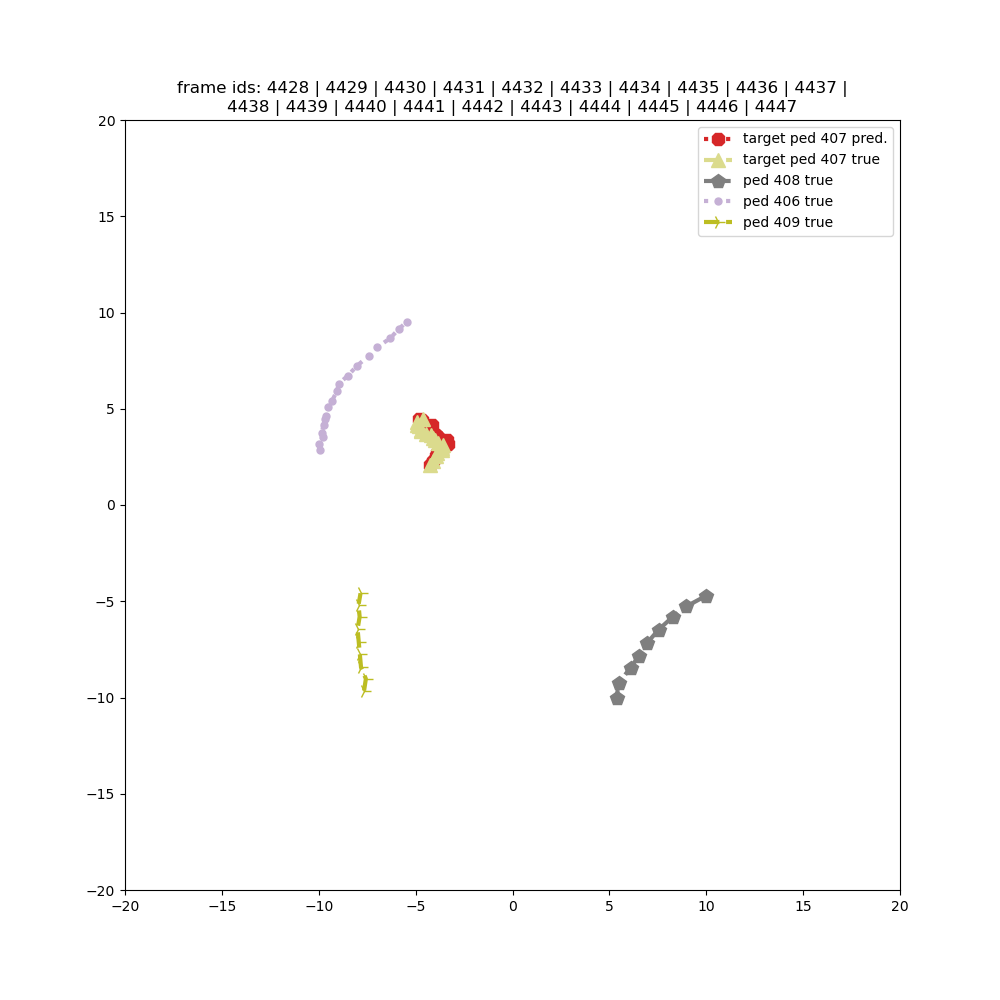 frame ids: 4428 | 4429 | 4430 | 4431 | 4432 | 4433 | 4434 | 4435 | 4436 | 4437 |
4438 | 4439 | 4440 | 4441 | 4442 | 4443 | 4444 | 4445 | 4446 | 4447
target ped 407 pred.
target ped 407 true
ped 408 true
ped 406 true
ped 409 true
20
15
10
5
0
−5
−10
−15
−20
−20 −15 −10 −5 0 5 10 15 20